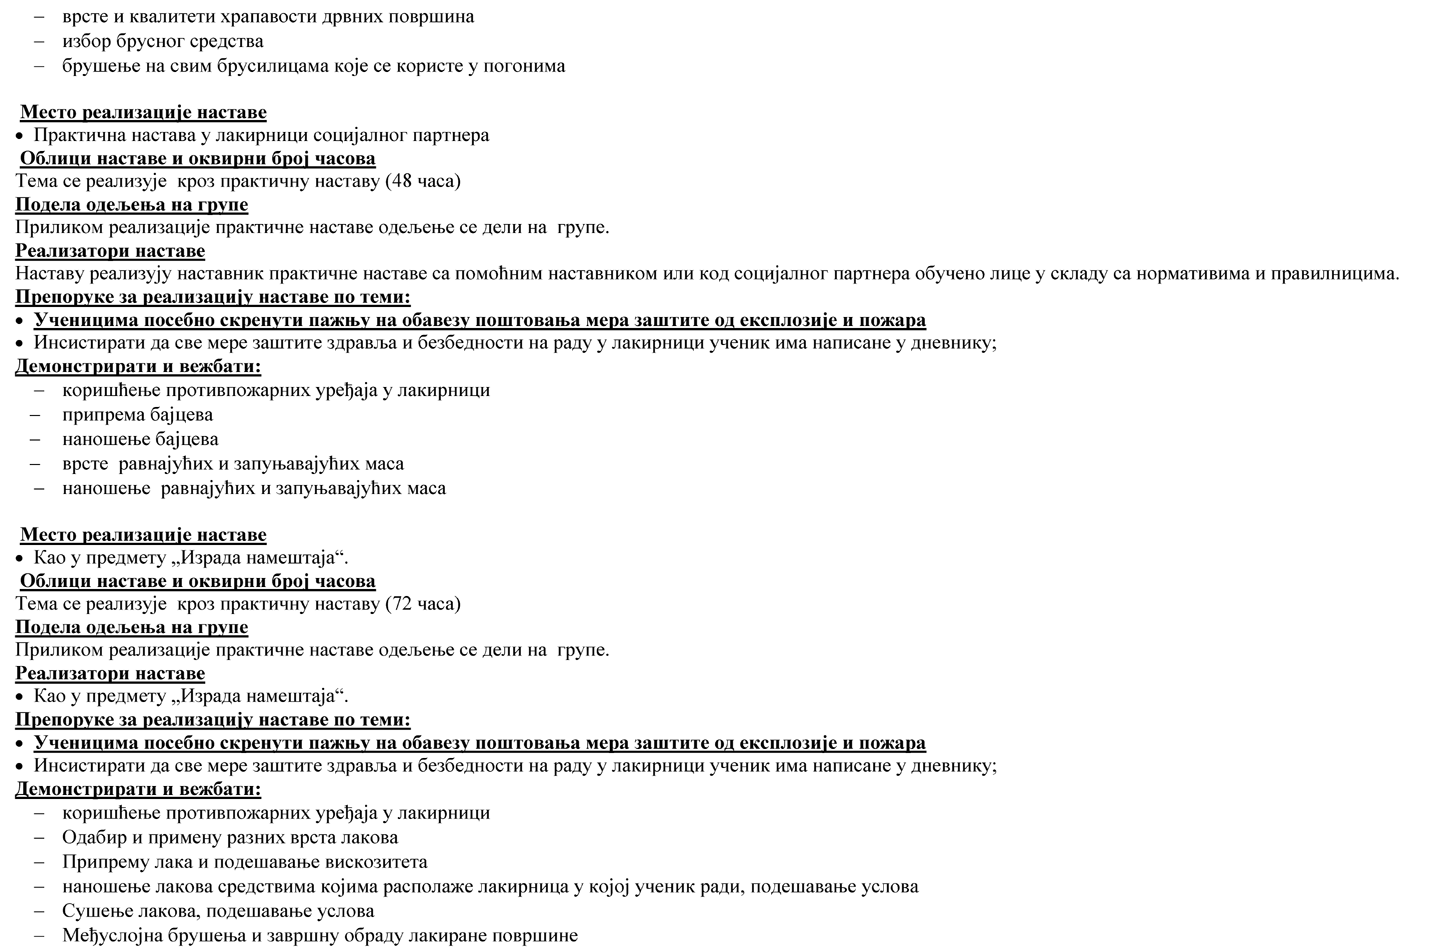 – врсте и квалитети храпавости дрвних површина
– избор брусног средства
– брушење на свим брусилицама које се користе у погонима
Место реализације наставе
• Практична настава у лакирници социјалног партнера
Облици наставе и оквирни број часова
Тема се реализује кроз практичну наставу (48 часа)
Подела одељења на групе
Приликом реализације практичне наставе одељење се дели на групе.
Реализатори наставе
Наставу реализују наставник практичне наставе са помоћним наставником или код социјалног партнера обучено лице у складу са нормативима и правилницима.
Препоруке за реализацију наставе по теми:
• Ученицима посебно скренути пажњу на обавезу поштовања мера заштите од експлозије и пожара
• Инсистирати да све мере заштите здравља и безбедности на раду у лакирници ученик има написане у дневнику;
Демонстрирати и вежбати:
– коришћење противпожарних уређаја у лакирници
– припрема бајцева
– наношење бајцева
– врсте равнајућих и запуњавајућих маса
– наношење равнајућих и запуњавајућих маса
Место реализације наставе
• Као у предмету „Израда намештаја“.
Облици наставе и оквирни број часова
Тема се реализује кроз практичну наставу (72 часа)
Подела одељења на групе
Приликом реализације практичне наставе одељење се дели на групе.
Реализатори наставе
• Као у предмету „Израда намештаја“.
Препоруке за реализацију наставе по теми:
• Ученицима посебно скренути пажњу на обавезу поштовања мера заштите од експлозије и пожара
• Инсистирати да све мере заштите здравља и безбедности на раду у лакирници ученик има написане у дневнику;
Демонстрирати и вежбати:
– коришћење противпожарних уређаја у лакирници
– Одабир и примену разних врста лакова
– Припрему лака и подешавање вискозитета
– наношење лакова средствима којима располаже лакирница у којој ученик ради, подешавање услова
– Сушење лакова, подешавање услова
– Међуслојна брушења и завршну обраду лакиране површине